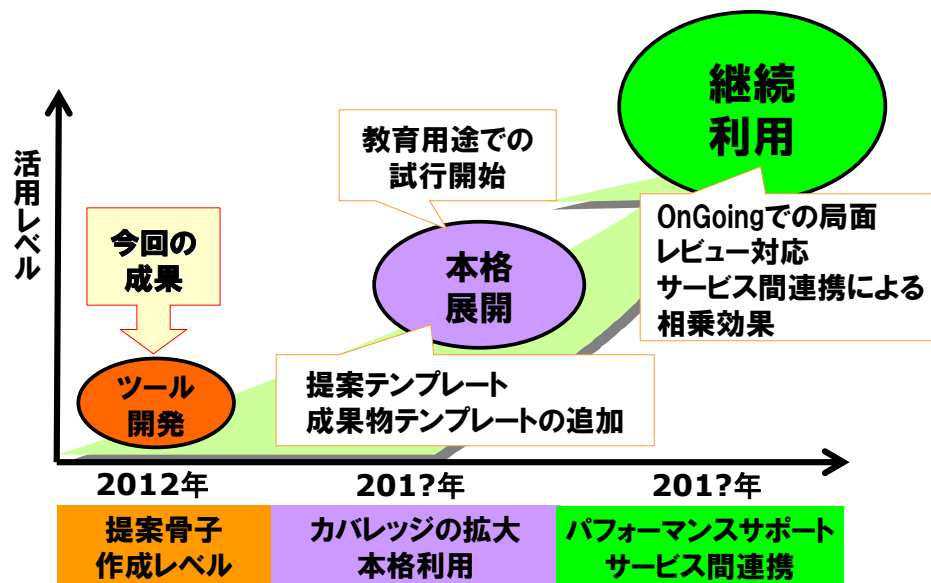 継続
利用
教育用途での
試行開始
活用レベル
今回の
成果
OnGoingでの局面
レビュー対応
サービス間連携による
相乗効果
本格
展開
ツール
開発
提案テンプレート
成果物テンプレートの追加
2012年
201?年
201?年
提案骨子
作成レベル
カバレッジの拡大
本格利用
パフォーマンスサポート
サービス間連携